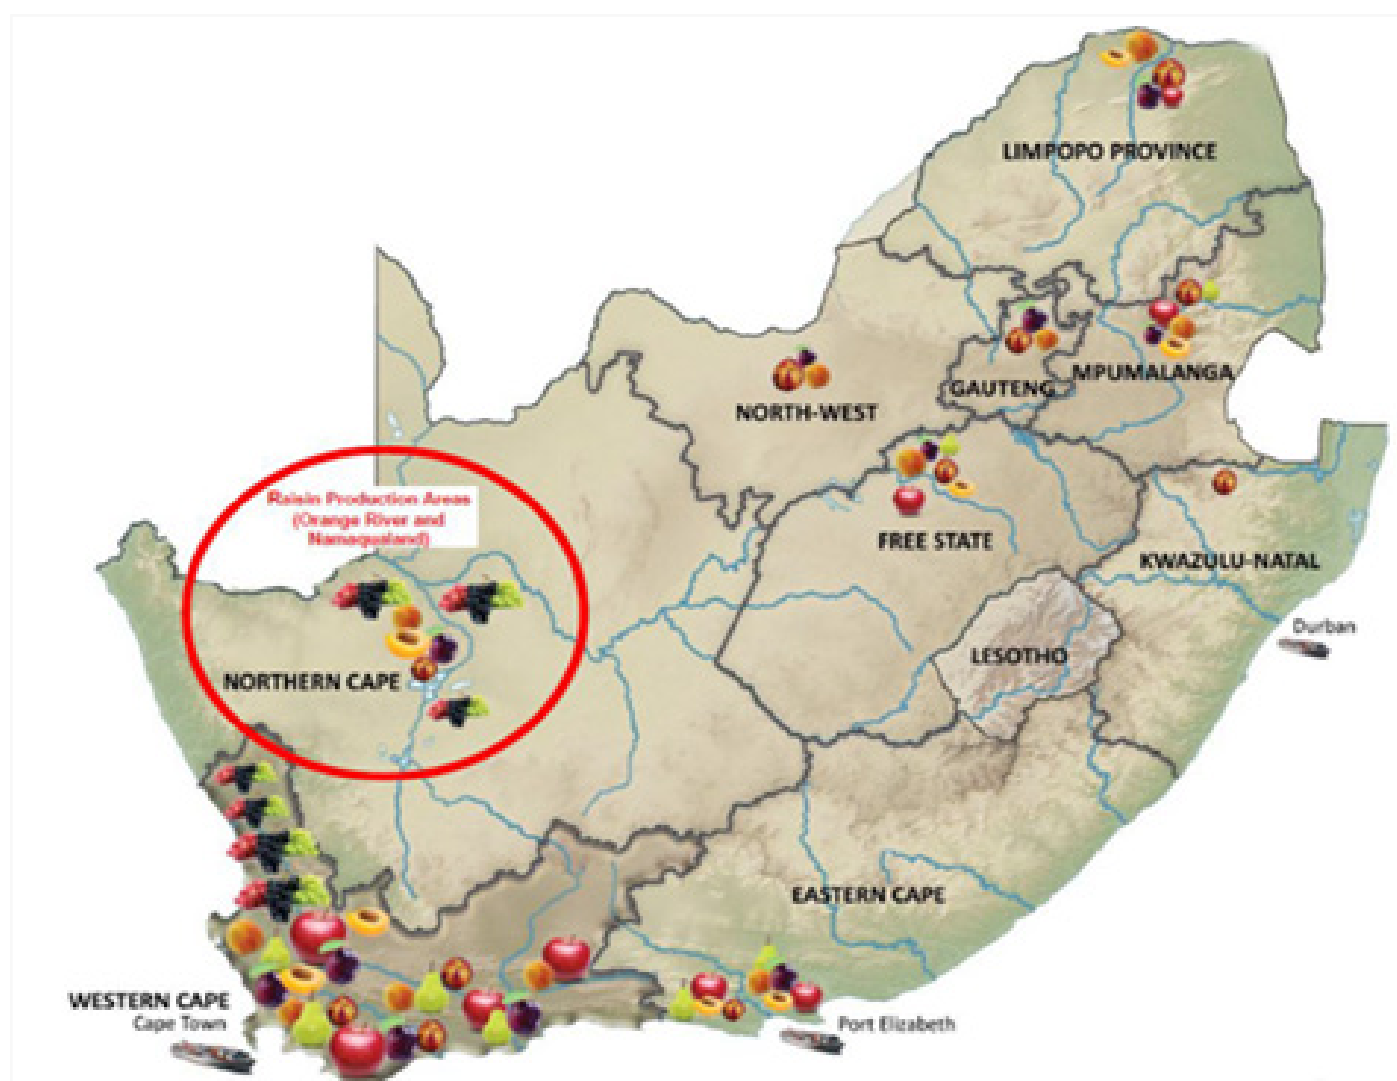 LIMPOPO PROVINCE
MPUMALANGA
GAUTENG
NORTH-WEST
Raisin Production Areas
(Orange River and
Namaqualand)
FREE STATE
KWAZULU-NATAL
Durban
LESOTHO
NORTHERN CAPE
EASTERN CAPE
WESTERN CAPE
Cape Town
Port Elizabeth